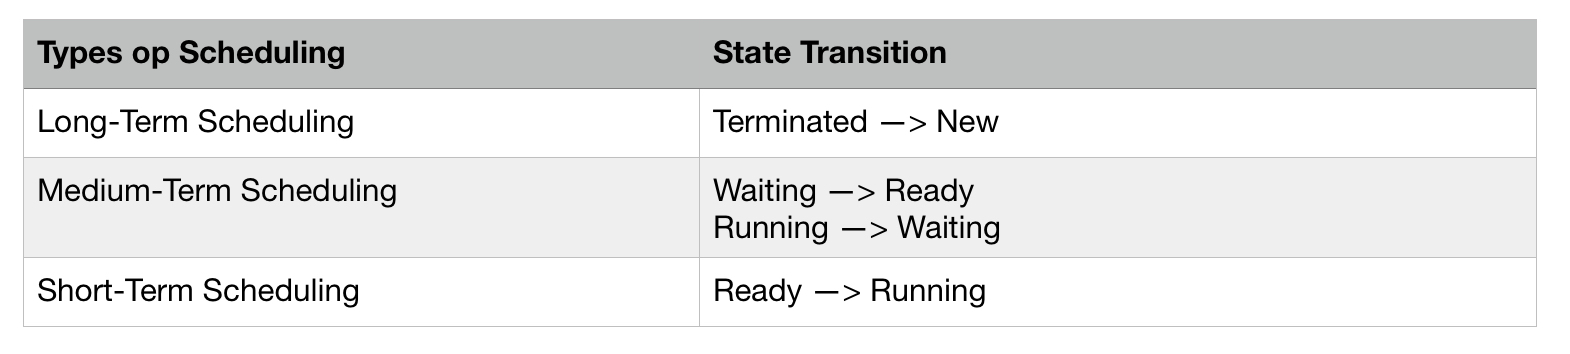 Types op Scheduling
State Transition
Long-Term Scheduling
Terminated —> New
Medium-Term Scheduling
Waiting —> Ready
Running —> Waiting
Short-Term Scheduling
Ready —> Running